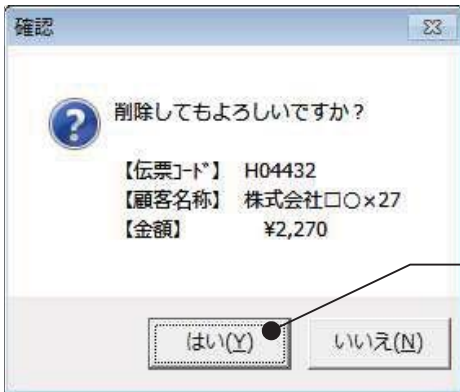 確認
削除してもよろしいですか？
【伝票ｺｰﾄﾞ】 H04432
【顧客名称】 株式会社□○×27
【金額】 ¥2,270
はい(Y)
いいえ(N)